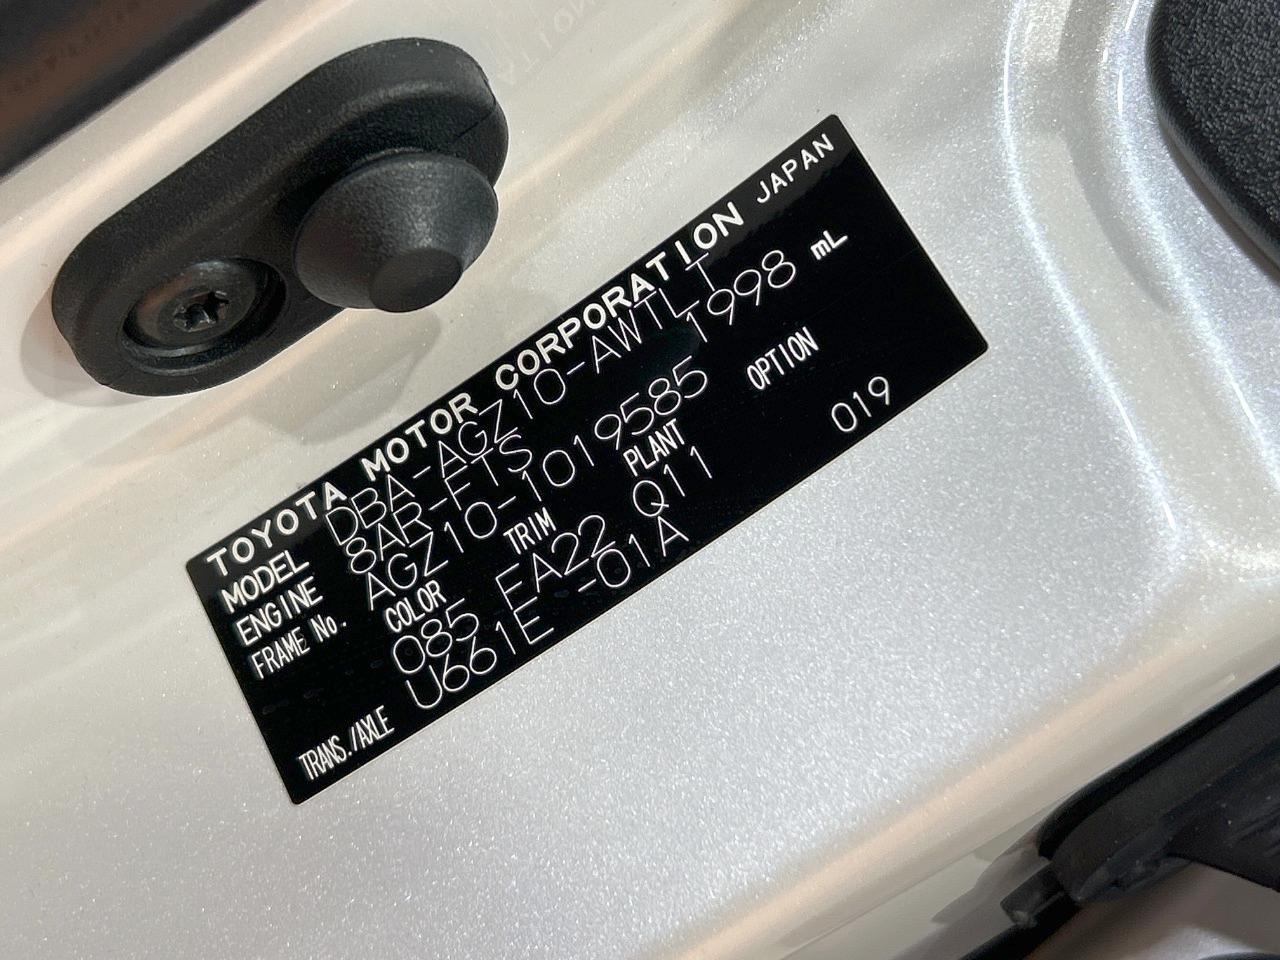 TOYOTA MOTOR CORPORATION JAPAN
MODEL DBA-AGZ10-AWTLT
ENGINE 8AR-FTS 1998 mL
FRAME No. AGZ10-1019585
COLOR TRIM PLANT OPTION
085 EA22 Q11 019
TRANS./AXLE U661E -01A